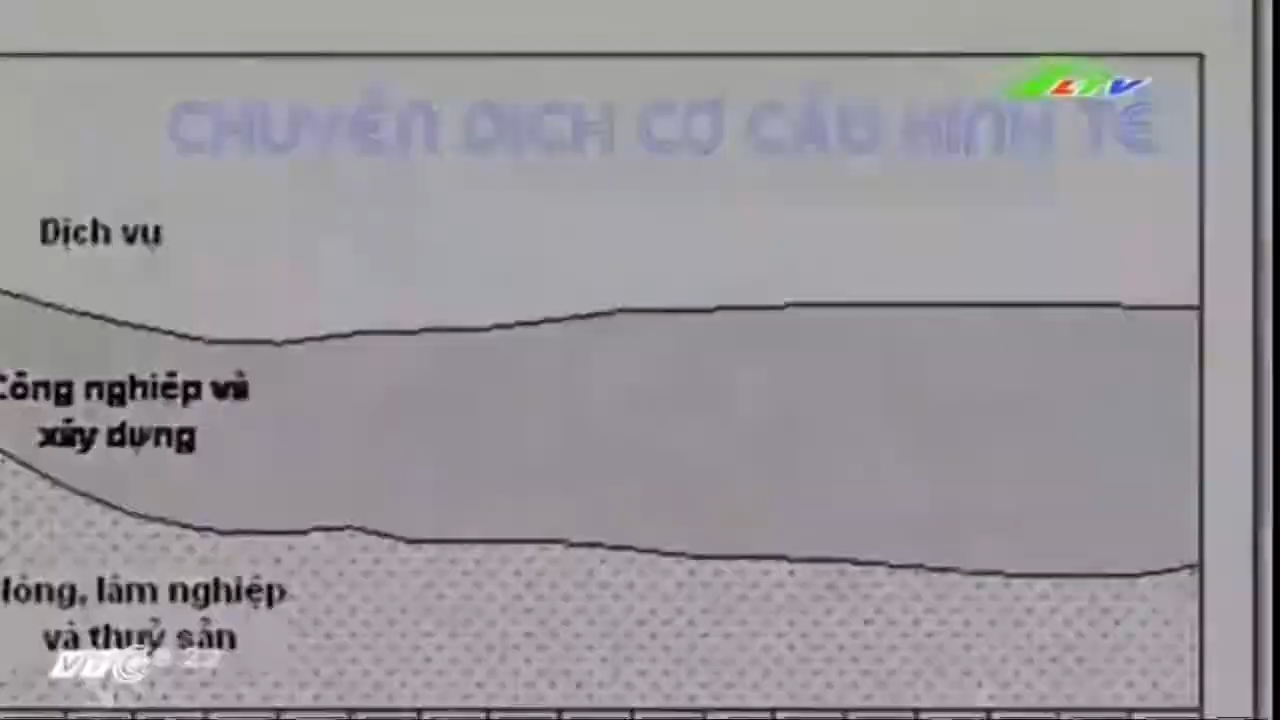 CHUYỂN DỊCH CƠ CẤU KINH TẾ
Dịch vụ
Công nghiệp và
xây dựng
Nông, lâm nghiệp
và thuỷ sản